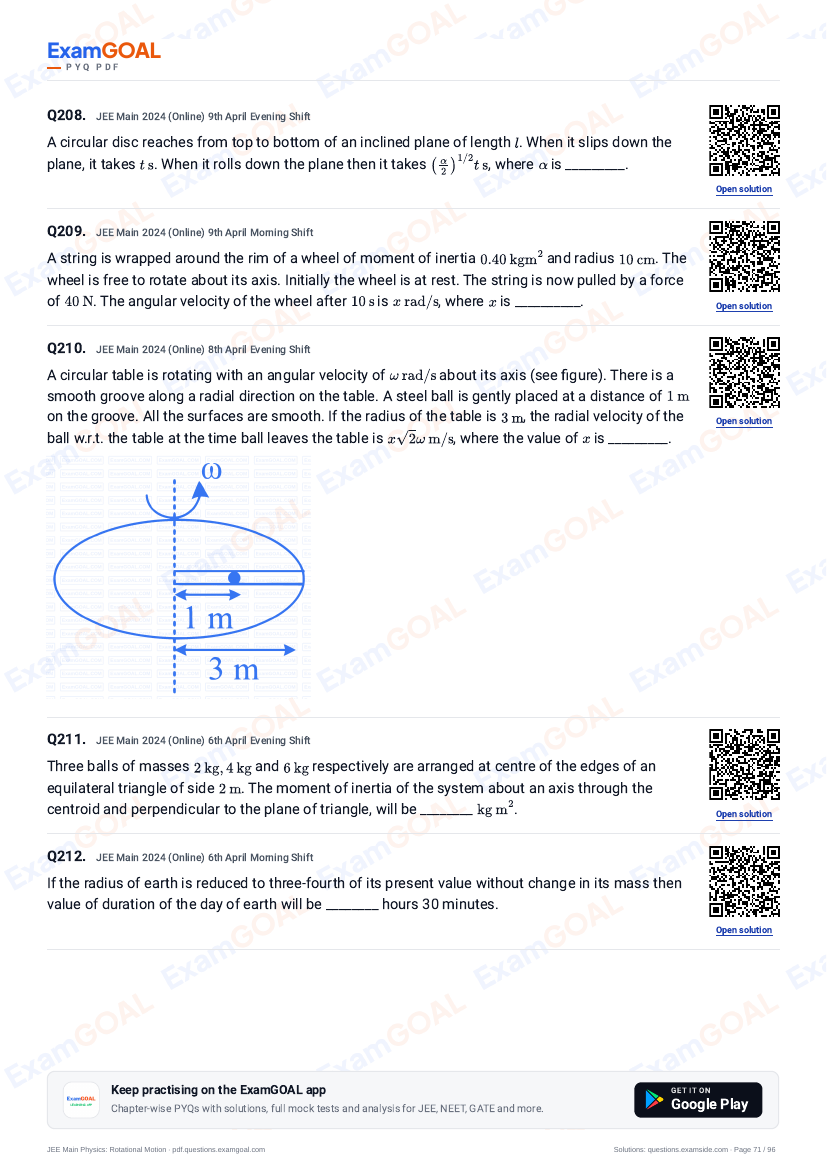 ExamGOAL
PYQ PDF
Q208. JEE Main 2024 (Online) 9th April Evening Shift
A circular disc reaches from top to bottom of an inclined plane of length l. When it slips down the
plane, it takes t s. When it rolls down the plane then it takes (α/2)^{1/2} t s, where α is _________.
Open solution
Q209. JEE Main 2024 (Online) 9th April Morning Shift
A string is wrapped around the rim of a wheel of moment of inertia 0.40 kgm² and radius 10 cm. The
wheel is free to rotate about its axis. Initially the wheel is at rest. The string is now pulled by a force
of 40 N. The angular velocity of the wheel after 10 s is x rad/s, where x is __________.
Open solution
Q210. JEE Main 2024 (Online) 8th April Evening Shift
A circular table is rotating with an angular velocity of ω rad/s about its axis (see figure). There is a
smooth groove along a radial direction on the table. A steel ball is gently placed at a distance of 1 m
on the groove. All the surfaces are smooth. If the radius of the table is 3 m, the radial velocity of the
ball w.r.t. the table at the time ball leaves the table is x√2ω m/s, where the value of x is _________.
Open solution
ω
1 m
3 m
Q211. JEE Main 2024 (Online) 6th April Evening Shift
Three balls of masses 2 kg, 4 kg and 6 kg respectively are arranged at centre of the edges of an
equilateral triangle of side 2 m. The moment of inertia of the system about an axis through the
centroid and perpendicular to the plane of triangle, will be ________ kg m².
Open solution
Q212. JEE Main 2024 (Online) 6th April Morning Shift
If the radius of earth is reduced to three-fourth of its present value without change in its mass then
value of duration of the day of earth will be ________ hours 30 minutes.
Open solution
Keep practising on the ExamGOAL app
Chapter-wise PYQs with solutions, full mock tests and analysis for JEE, NEET, GATE and more.
GET IT ON
Google Play
JEE Main Physics: Rotational Motion · pdf.questions.examgoal.com
Solutions: questions.examside.com · Page 71 / 96